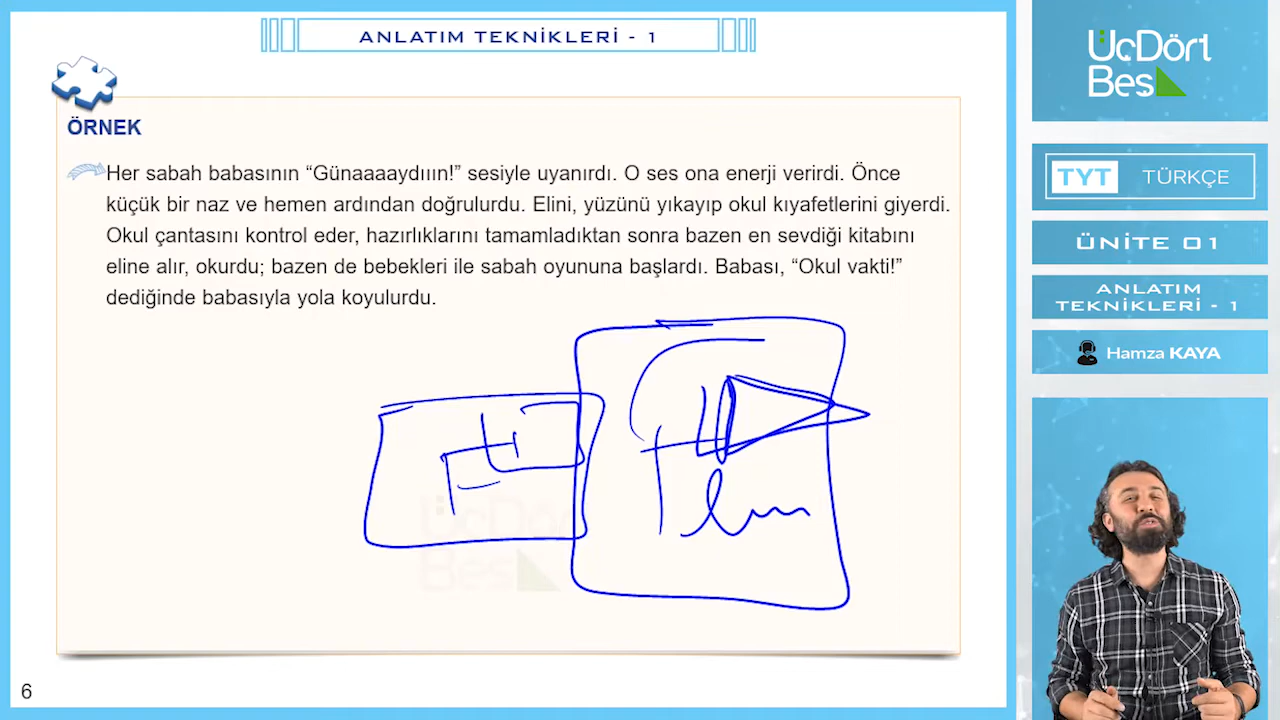 ANLATIM TEKNİKLERİ - 1
ÖRNEK
Her sabah babasının “Günaaaaydıııın!” sesiyle uyanırdı. O ses ona enerji verirdi. Önce
küçük bir naz ve hemen ardından doğrulurdu. Elini, yüzünü yıkayıp okul kıyafetlerini giyerdi.
Okul çantasını kontrol eder, hazırlıklarını tamamladıktan sonra bazen en sevdiği kitabını
eline alır, okurdu; bazen de bebekleri ile sabah oyununa başlardı. Babası, “Okul vakti!”
dediğinde babasıyla yola koyulurdu.
ÜçDört
Beş
6
ÜçDört
Beş
TYT TÜRKÇE
ÜNİTE 01
ANLATIM
TEKNİKLERİ - 1
Hamza KAYA